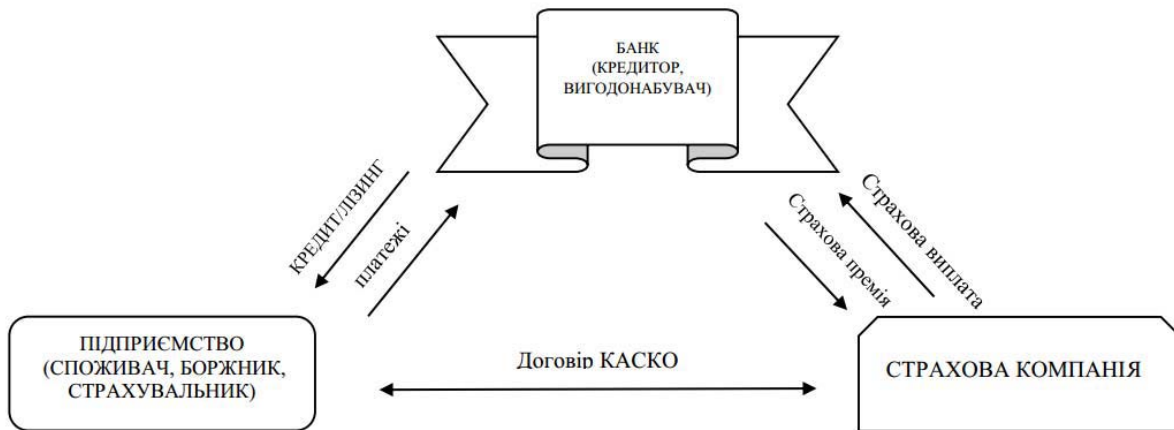 БАНК
(КРЕДИТОР,
ВИГОДОНАБУВАЧ)
КРЕДИТ/ЛІЗИНГ
платежі
Страхова премія
Страхова виплата
ПІДПРИЄМСТВО
(СПОЖИВАЧ, БОРЖНИК,
СТРАХУВАЛЬНИК)
Договір КАСКО
СТРАХОВА КОМПАНІЯ